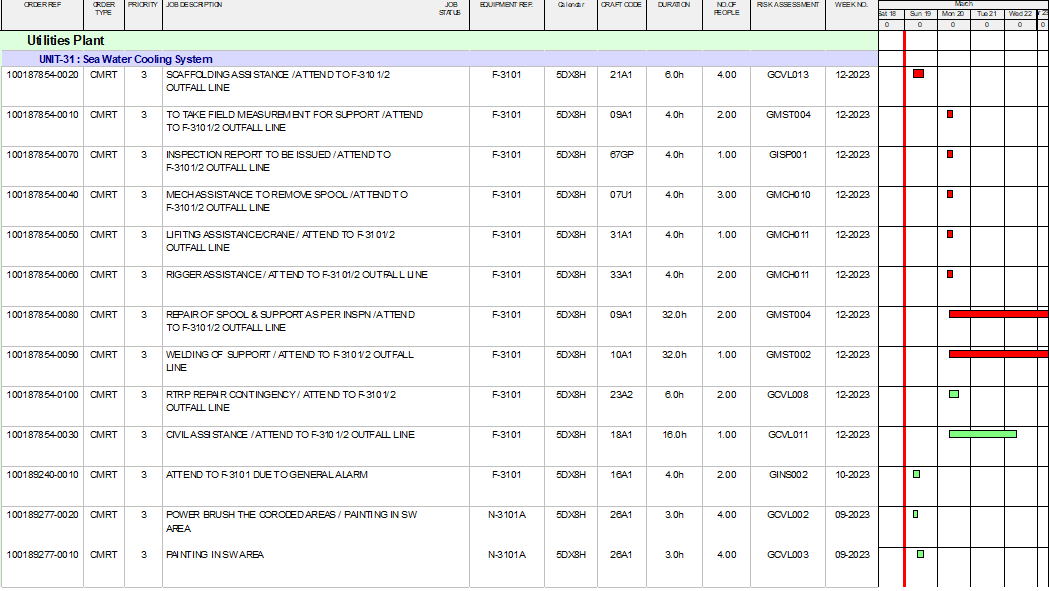 ORDER REF ORDER TYPE PRIORITY JOB DESCRIPTION JOB STATUS EQUIPMENT REF. Calendar CRAFT CODE DURATION NO.OF PEOPLE RISK ASSESSMENT WEEK NO. March
Sat 18 Sun 19 Mon 20 Tue 21 Wed 22
0 0 0 0 0 0
Utilities Plant
UNIT-31 : Sea Water Cooling System
100187854-0020 CMRT 3 SCAFFOLDING ASSISTANCE / ATTEND TO F-3101/2 F-3101 5DX8H 21A1 6.0h 4.00 GCVL013 12-2023
OUTFALL LINE
100187854-0010 CMRT 3 TO TAKE FIELD MEASUREMENT FOR SUPPORT / ATTEND F-3101 5DX8H 09A1 4.0h 2.00 GMST004 12-2023
TO F-3101/2 OUTFALL LINE
100187854-0070 CMRT 3 INSPECTION REPORT TO BE ISSUED / ATTEND TO F-3101 5DX8H 67GP 4.0h 1.00 GISP001 12-2023
F-3101/2 OUTFALL LINE
100187854-0040 CMRT 3 MECH ASSISTANCE TO REMOVE SPOOL / ATTEND TO F-3101 5DX8H 07U1 4.0h 3.00 GMCH010 12-2023
F-3101/2 OUTFALL LINE
100187854-0050 CMRT 3 LIFITNG ASSISTANCE/CRANE / ATTEND TO F-3101/2 F-3101 5DX8H 31A1 4.0h 1.00 GMCH011 12-2023
OUTFALL LINE
100187854-0060 CMRT 3 RIGGER ASSISTANCE / ATTEND TO F-3101/2 OUTFALL LINE F-3101 5DX8H 33A1 4.0h 2.00 GMCH011 12-2023
100187854-0080 CMRT 3 REPAIR OF SPOOL & SUPPORT AS PER INSPN / ATTEND F-3101 5DX8H 09A1 32.0h 2.00 GMST004 12-2023
TO F-3101/2 OUTFALL LINE
100187854-0090 CMRT 3 WELDING OF SUPPORT / ATTEND TO F-3101/2 OUTFALL F-3101 5DX8H 10A1 32.0h 1.00 GMST002 12-2023
LINE
100187854-0100 CMRT 3 RTRP REPAIR CONTINGENCY / ATTEND TO F-3101/2 F-3101 5DX8H 23A2 6.0h 2.00 GCVL008 12-2023
OUTFALL LINE
100187854-0030 CMRT 3 CIVIL ASSISTANCE / ATTEND TO F-3101/2 OUTFALL LINE F-3101 5DX8H 18A1 16.0h 1.00 GCVL011 12-2023
100189240-0010 CMRT 3 ATTEND TO F-3101 DUE TO GENERAL ALARM F-3101 5DX8H 16A1 4.0h 2.00 GINS002 10-2023
100189277-0020 CMRT 3 POWER BRUSH THE CORODED AREAS / PAINTING IN SW N-3101A 5DX8H 26A1 3.0h 4.00 GCVL002 09-2023
AREA
100189277-0010 CMRT 3 PAINTING IN SW AREA N-3101A 5DX8H 26A1 3.0h 4.00 GCVL003 09-2023